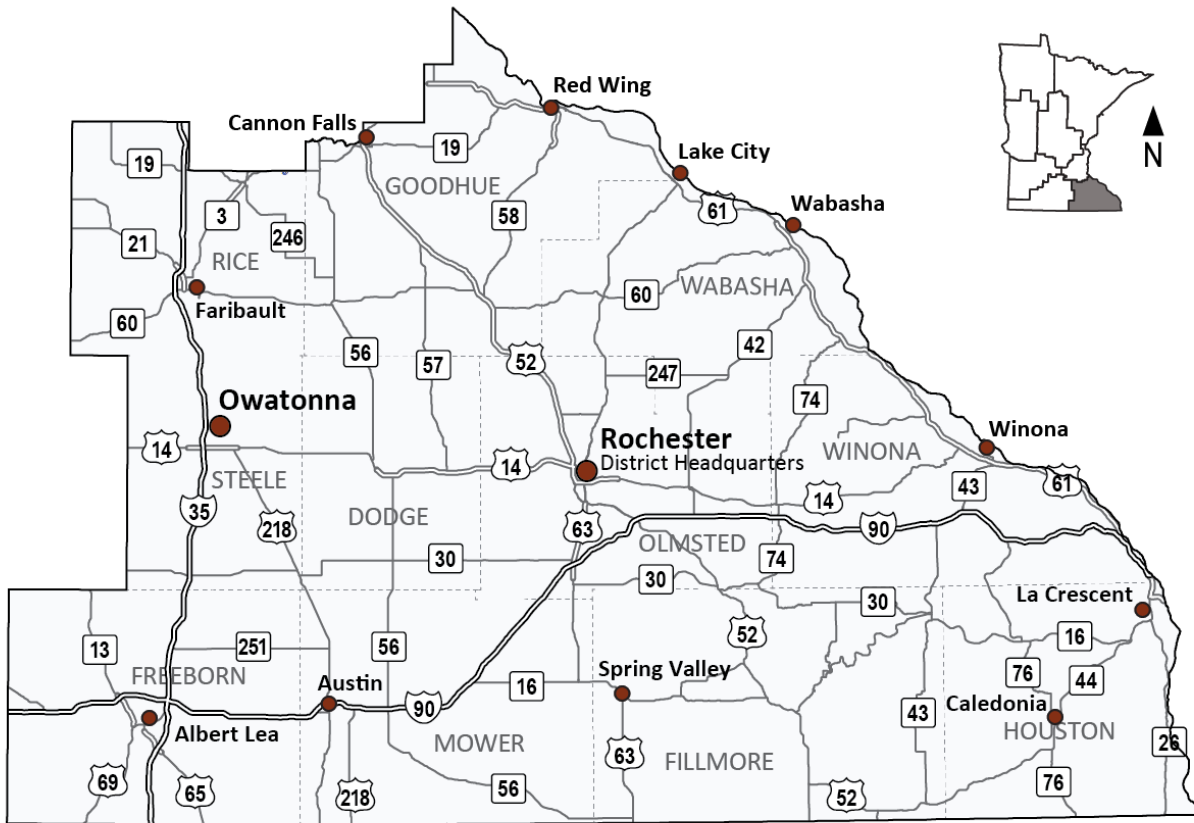 Red Wing
Cannon Falls
N
19
Lake City
19
GOODHUE
61
Wabasha
3
58
246
21
RICE
WABASHA
60
Faribault
60
56
57
52
42
247
74
Owatonna
Winona
Rochester
District Headquarters
14
14
WINONA
STEELE
61
43
14
35
DODGE
218
63
90
OLMSTED
30
74
30
30
La Crescent
52
16
13
251
56
FREEBORN
Spring Valley
76
44
Austin
16
90
43
Caledonia
Albert Lea
HOUSTON
MOWER
26
63
FILLMORE
69
65
218
56
52
76